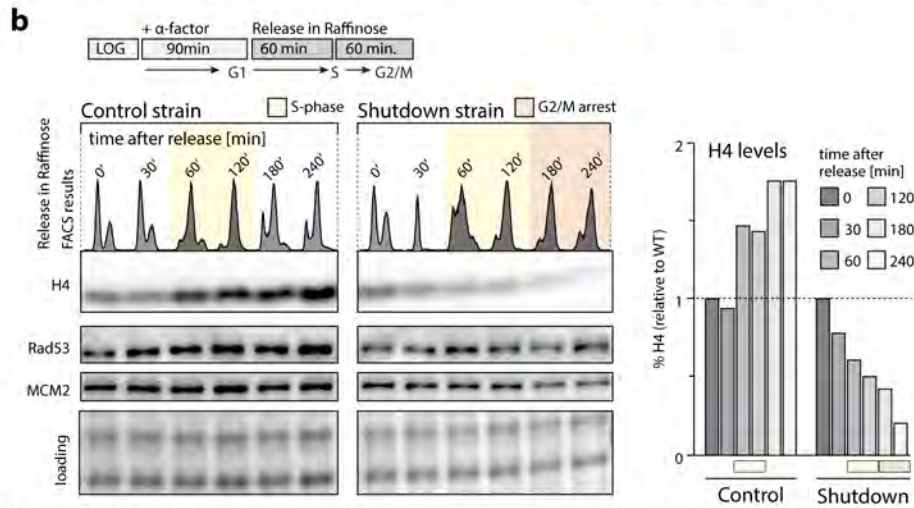 b
+ α-factor
Release in Raffinose
LOG
90min
60 min
60 min.
G1
S
G2/M
Control strain
S-phase
Shutdown strain
G2/M arrest
time after release [min]
0'
30'
60'
120'
180'
240'
0'
30'
60'
120'
180'
240'
Release in Raffinose
FACS results
H4
Rad53
MCM2
loading
H4 levels
time after
release [min]
0
120
30
180
60
240
% H4 (relative to WT)
2
1
0
Control
Shutdown